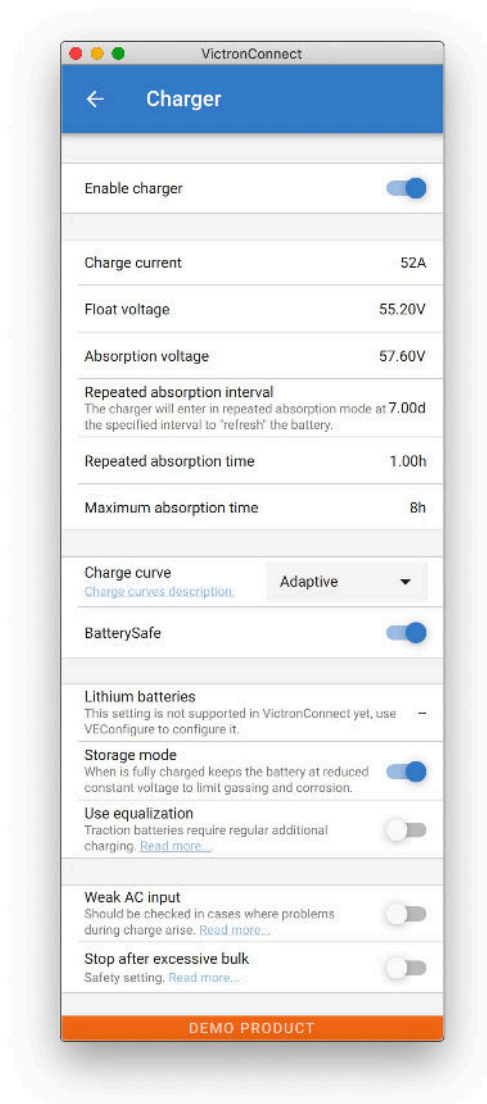 VictronConnect
Charger
Enable charger
Charge current 52A
Float voltage 55.20V
Absorption voltage 57.60V
Repeated absorption interval
The charger will enter in repeated absorption mode at 7.00d
the specified interval to "refresh" the battery.
Repeated absorption time 1.00h
Maximum absorption time 8h
Charge curve Adaptive
Charge curves description.
BatterySafe
Lithium batteries
This setting is not supported in VictronConnect yet, use --
VEConfigure to configure it.
Storage mode
When is fully charged keeps the battery at reduced
constant voltage to limit gassing and corrosion.
Use equalization
Traction batteries require regular additional
charging. Read more...
Weak AC input
Should be checked in cases where problems
during charge arise. Read more...
Stop after excessive bulk
Safety setting. Read more...
DEMO PRODUCT